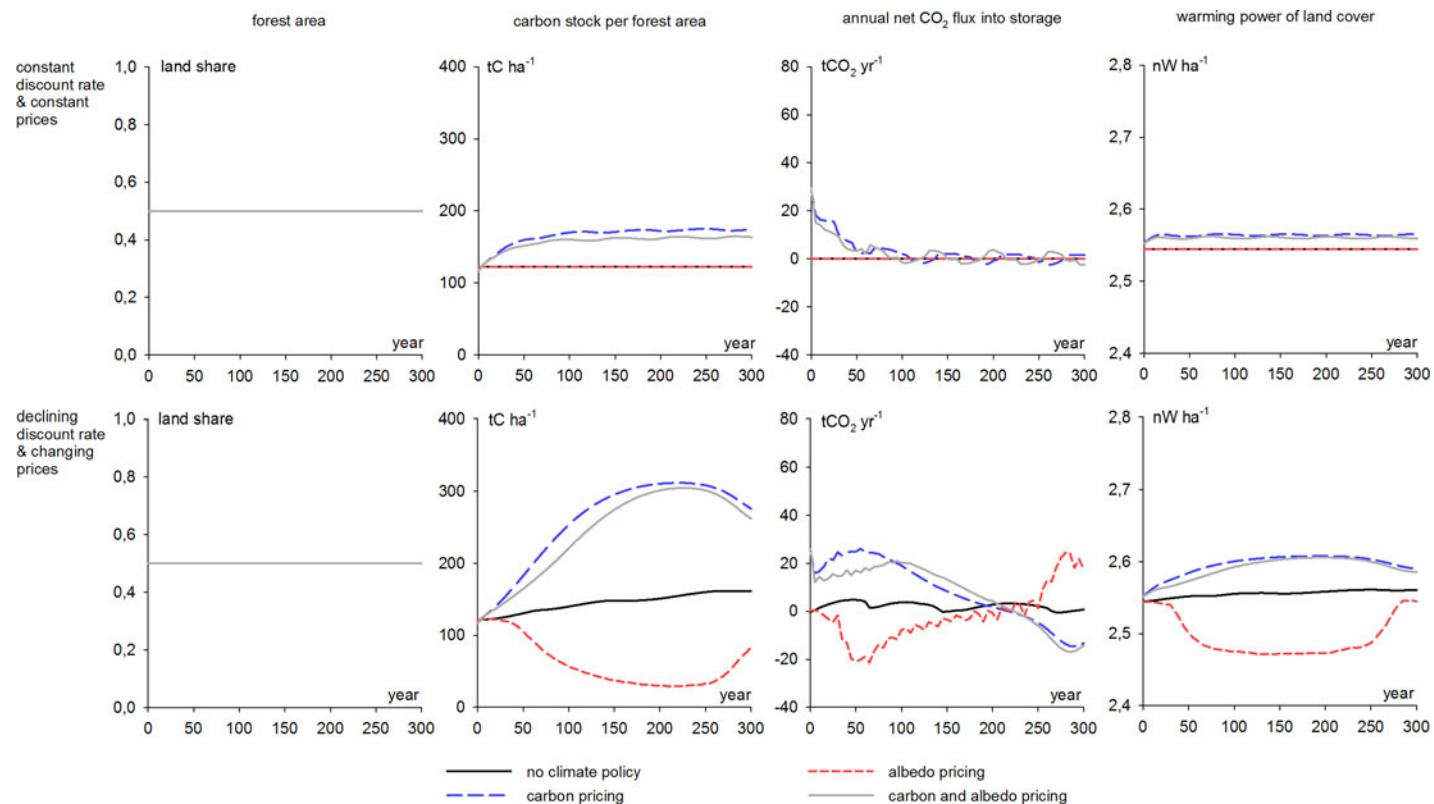 forest area
carbon stock per forest area
annual net CO₂ flux into storage
warming power of land cover
constant
discount rate
& constant
prices
land share
1,0
0,8
0,6
0,4
0,2
0,0
year
0 50 100 150 200 250 300
tC ha⁻¹
400
300
200
100
0
year
0 50 100 150 200 250 300
tCO₂ yr⁻¹
80
60
40
20
0
-20
-40
year
0 50 100 150 200 250 300
nW ha⁻¹
2,8
2,7
2,6
2,5
2,4
year
0 50 100 150 200 250 300
declining
discount rate
& changing
prices
land share
1,0
0,8
0,6
0,4
0,2
0,0
year
0 50 100 150 200 250 300
tC ha⁻¹
400
300
200
100
0
year
0 50 100 150 200 250 300
tCO₂ yr⁻¹
80
60
40
20
0
-20
-40
year
0 50 100 150 200 250 300
nW ha⁻¹
2,8
2,7
2,6
2,5
2,4
year
0 50 100 150 200 250 300
no climate policy
albedo pricing
carbon pricing
carbon and albedo pricing